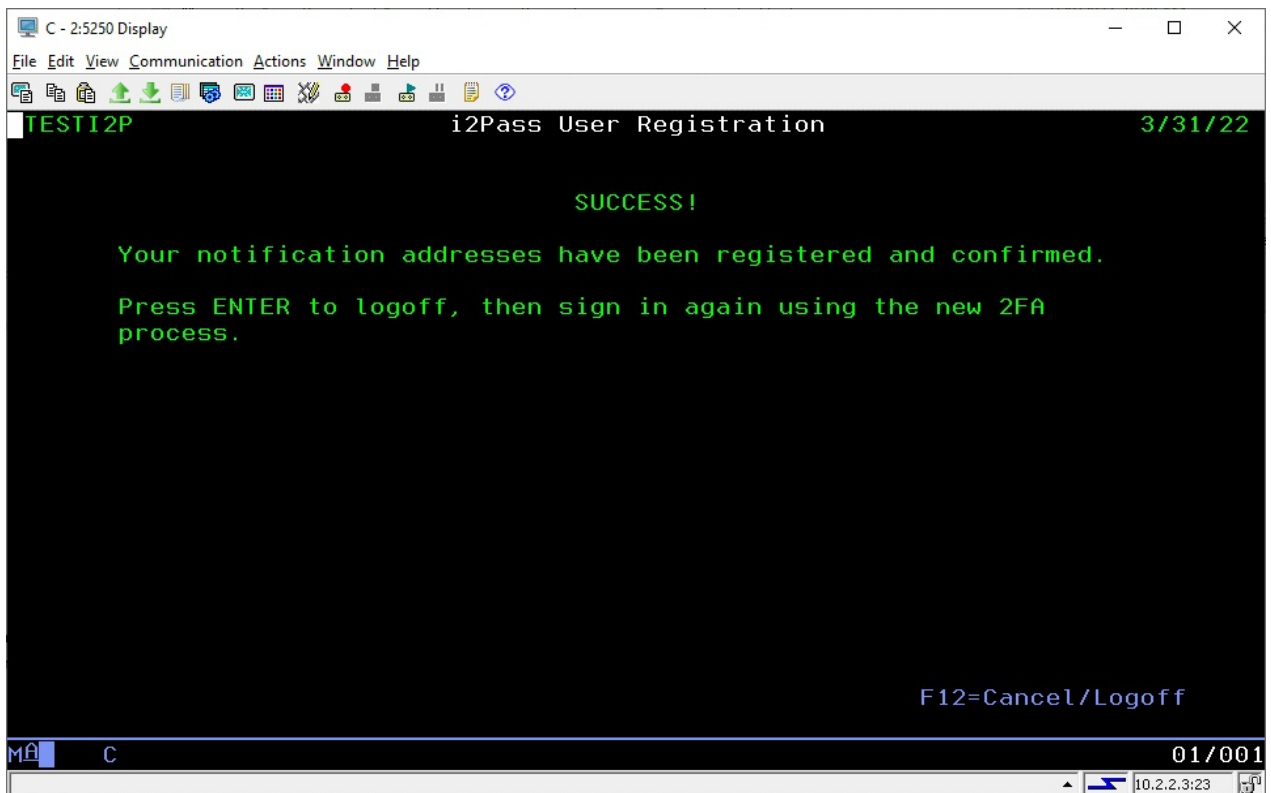 C - 2:5250 Display
File Edit View Communication Actions Window Help
TESTI2P i2Pass User Registration 3/31/22
SUCCESS!
Your notification addresses have been registered and confirmed.
Press ENTER to logoff, then sign in again using the new 2FA
process.
F12=Cancel/Logoff
MA C 01/001
10.2.2.3:23